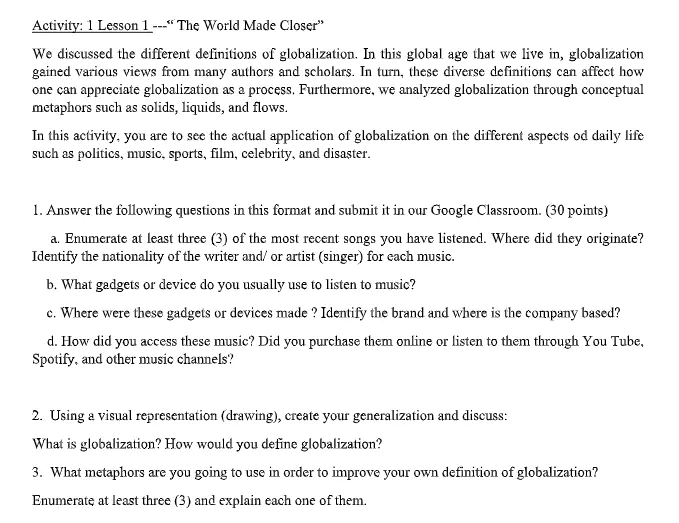 Activity: 1 Lesson 1 ---“ The World Made Closer”
We discussed the different definitions of globalization. In this global age that we live in, globalization
gained various views from many authors and scholars. In turn, these diverse definitions can affect how
one can appreciate globalization as a process. Furthermore, we analyzed globalization through conceptual
metaphors such as solids, liquids, and flows.
In this activity, you are to see the actual application of globalization on the different aspects od daily life
such as politics, music, sports, film, celebrity, and disaster.
1. Answer the following questions in this format and submit it in our Google Classroom. (30 points)
a. Enumerate at least three (3) of the most recent songs you have listened. Where did they originate?
Identify the nationality of the writer and/ or artist (singer) for each music.
b. What gadgets or device do you usually use to listen to music?
c. Where were these gadgets or devices made ? Identify the brand and where is the company based?
d. How did you access these music? Did you purchase them online or listen to them through You Tube,
Spotify, and other music channels?
2. Using a visual representation (drawing), create your generalization and discuss:
What is globalization? How would you define globalization?
3. What metaphors are you going to use in order to improve your own definition of globalization?
Enumerate at least three (3) and explain each one of them.